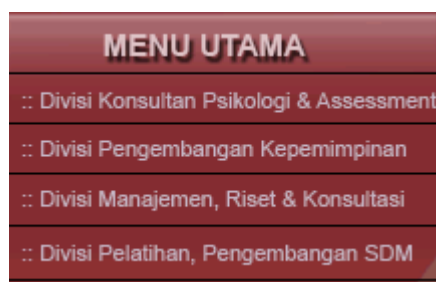 MENU UTAMA
:: Divisi Konsultan Psikologi & Assessment
:: Divisi Pengembangan Kepemimpinan
:: Divisi Manajemen, Riset & Konsultasi
:: Divisi Pelatihan, Pengembangan SDM